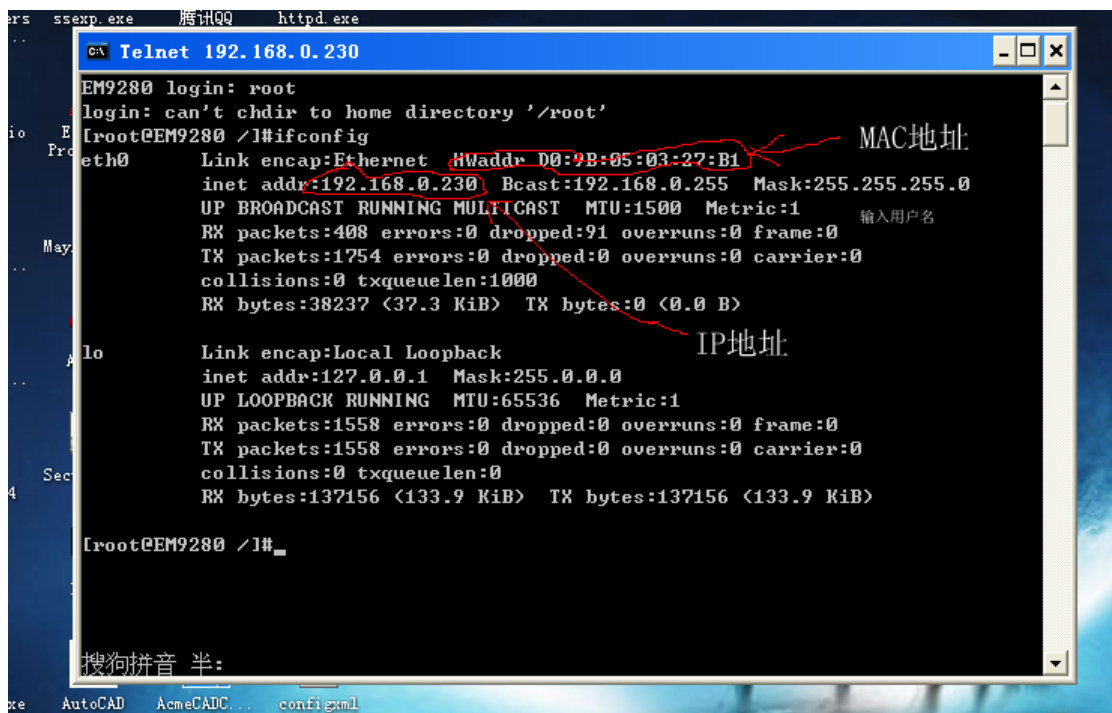 ssexp.exe 腾讯QQ httpd.exe
Telnet 192.168.0.230
EM9280 login: root
login: can't chdir to home directory '/root'
[root@EM9280 /]#ifconfig
MAC地址
eth0 Link encap:Ethernet HWaddr D0:9B:05:03:27:B1
inet addr:192.168.0.230 Bcast:192.168.0.255 Mask:255.255.255.0
UP BROADCAST RUNNING MULTICAST MTU:1500 Metric:1
输入用户名
RX packets:408 errors:0 dropped:91 overruns:0 frame:0
TX packets:1754 errors:0 dropped:0 overruns:0 carrier:0
collisions:0 txqueuelen:1000
RX bytes:38237 (37.3 KiB) TX bytes:0 (0.0 B)
IP地址
lo Link encap:Local Loopback
inet addr:127.0.0.1 Mask:255.0.0.0
UP LOOPBACK RUNNING MTU:65536 Metric:1
RX packets:1558 errors:0 dropped:0 overruns:0 frame:0
TX packets:1558 errors:0 dropped:0 overruns:0 carrier:0
collisions:0 txqueuelen:0
RX bytes:137156 (133.9 KiB) TX bytes:137156 (133.9 KiB)
[root@EM9280 /]#_
搜狗拼音 半:
AutoCAD AcmeCADC... configxml